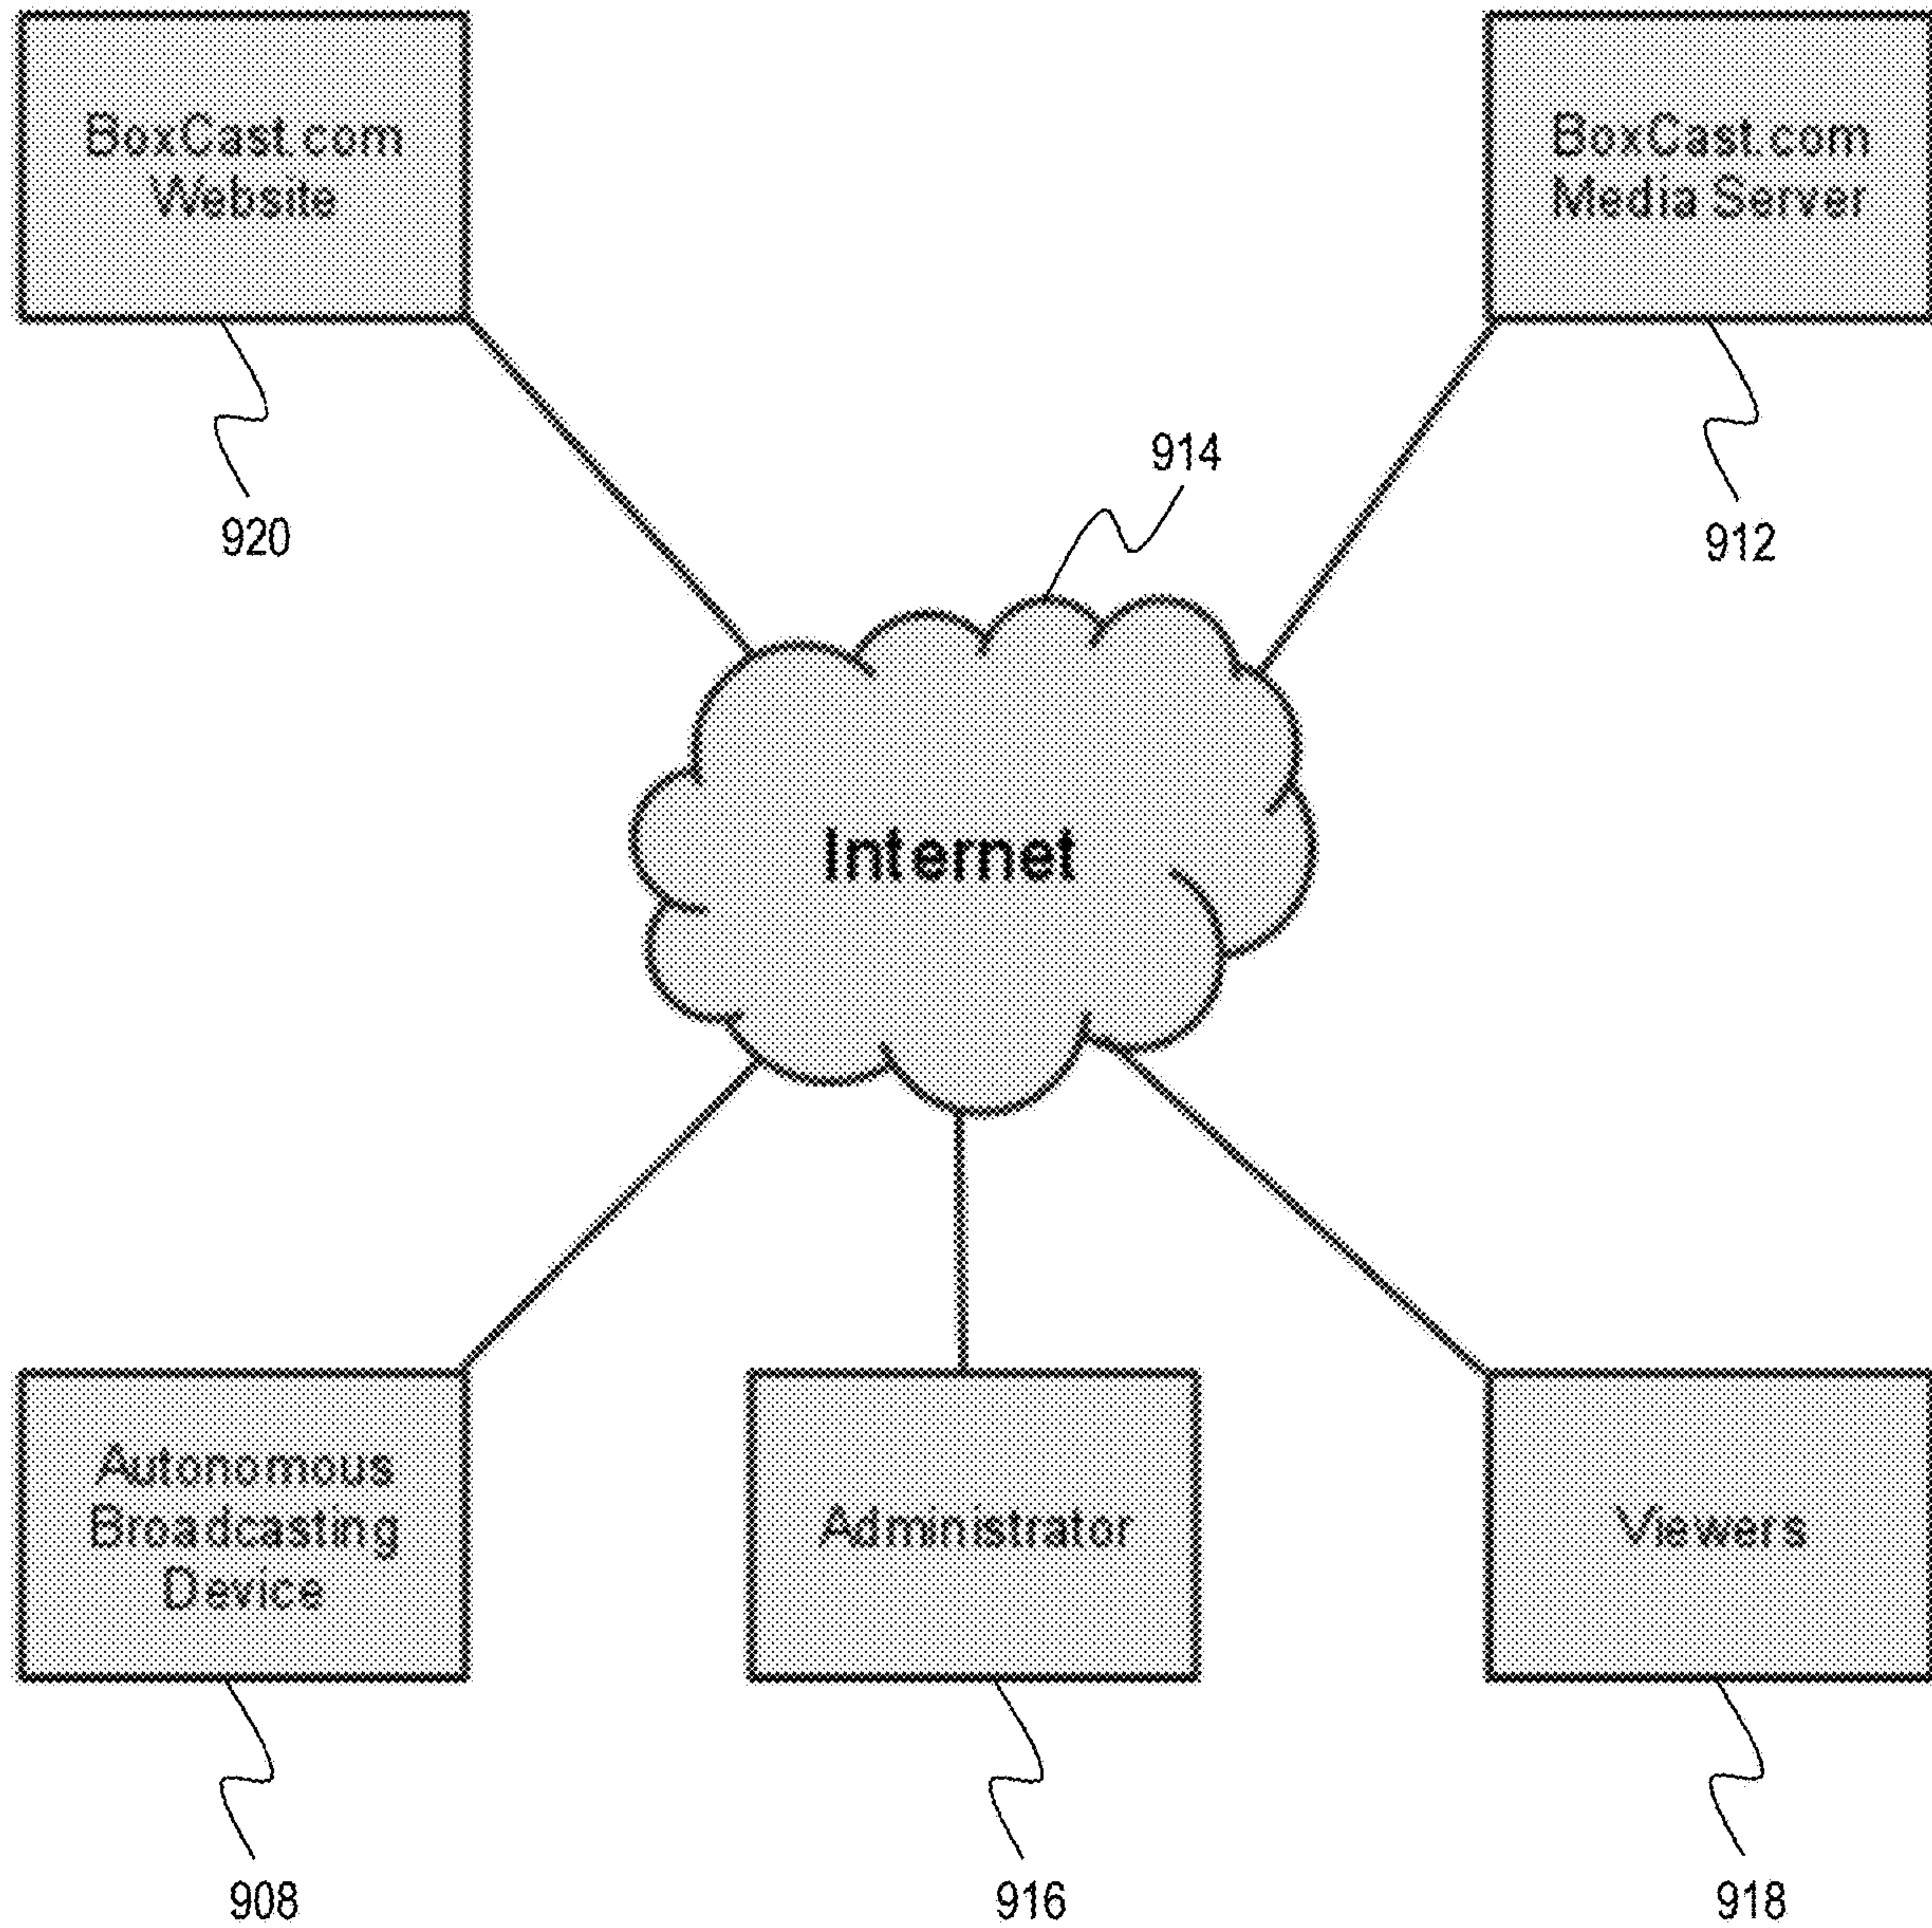 BoxCast.com
Website
BoxCast.com
Media Server
920
914
912
Internet
Autonomous
Broadcasting
Device
Administrator
Viewers
908
916
918